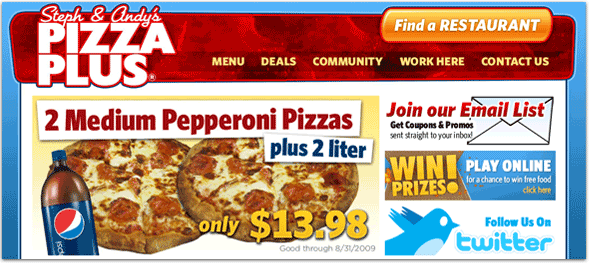 Steph & Andy's
PIZZA
PLUS®
Find a RESTAURANT
MENU DEALS COMMUNITY WORK HERE CONTACT US
2 Medium Pepperoni Pizzas
plus 2 liter
only $13.98
Good through 8/31/2009
pepsi
Join our Email List
Get Coupons & Promos
sent straight to your inbox!
WIN!
PRIZES!
PLAY ONLINE
for a chance to win free food
click here
Follow Us On
twitter